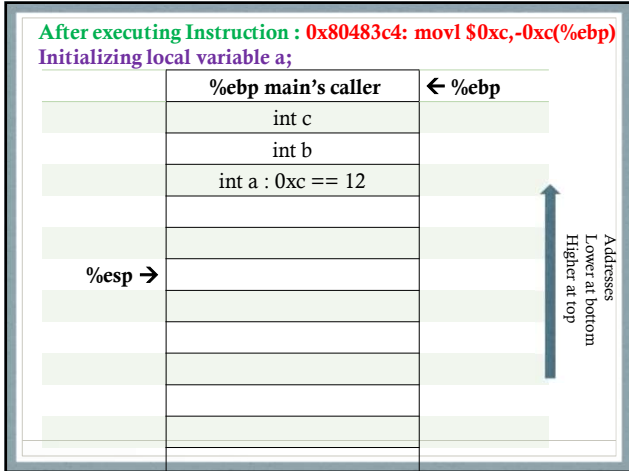 After executing Instruction : 0x80483c4: movl $0xc,-0xc(%ebp)
Initializing local variable a;
%ebp main's caller ← %ebp
int c
int b
int a : 0xc == 12
%esp →
Addresses
Lower at bottom
Higher at top